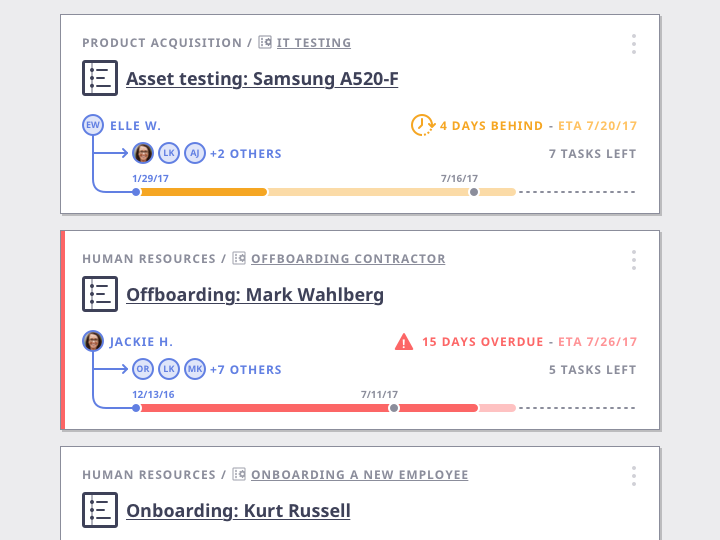 PRODUCT ACQUISITION / IT TESTING
Asset testing: Samsung A520-F
EW ELLE W. 4 DAYS BEHIND - ETA 7/20/17
LK AJ +2 OTHERS 7 TASKS LEFT
1/29/17 7/16/17
HUMAN RESOURCES / OFFBOARDING CONTRACTOR
Offboarding: Mark Wahlberg
JACKIE H. 15 DAYS OVERDUE - ETA 7/26/17
OR LK MK +7 OTHERS 5 TASKS LEFT
12/13/16 7/11/17
HUMAN RESOURCES / ONBOARDING A NEW EMPLOYEE
Onboarding: Kurt Russell